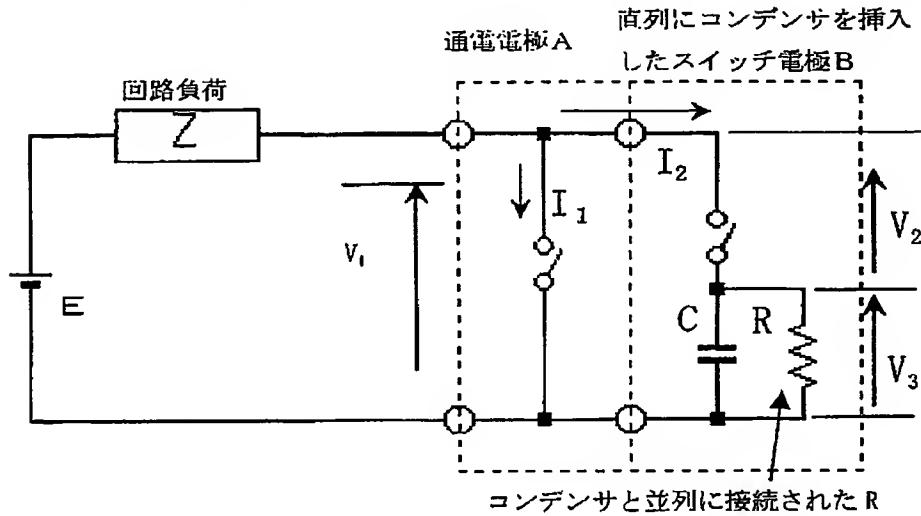 直列にコンデンサを挿入
したスイッチ電極B
通電電極A
回路負荷
Z
I₂
I₁
V₁
V₂
E
C
R
V₃
コンデンサと並列に接続された R